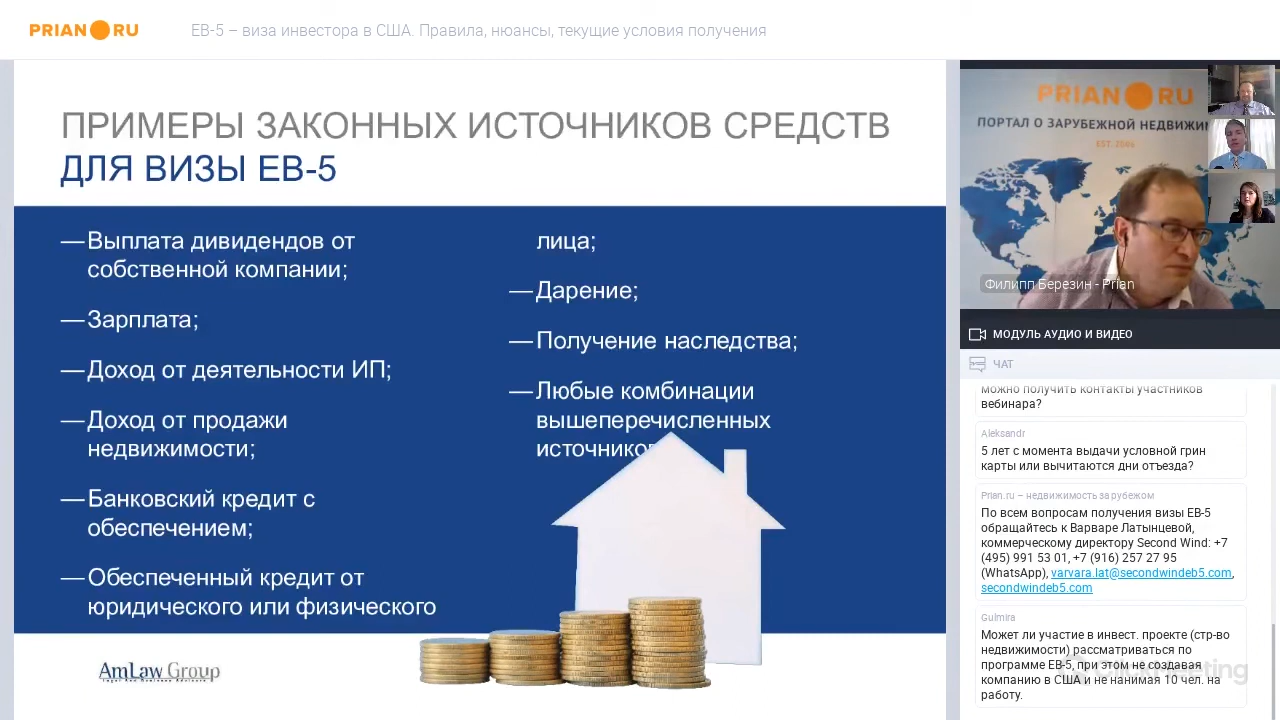 PRIAN RU
EB-5 – виза инвестора в США. Правила, нюансы, текущие условия получения
ПРИМЕРЫ ЗАКОННЫХ ИСТОЧНИКОВ СРЕДСТВ
ДЛЯ ВИЗЫ EB-5
—Выплата дивидендов от
собственной компании;
—Зарплата;
—Доход от деятельности ИП;
—Доход от продажи
недвижимости;
—Банковский кредит с
обеспечением;
—Обеспеченный кредит от
юридического или физического
лица;
—Дарение;
—Получение наследства;
—Любые комбинации
вышеперечисленных
источников
AmLaw Group
PRIAN RU
ПОРТАЛ О ЗАРУБЕЖНОЙ НЕДВИЖИМ
EST. 2006
Филипп Березин - Prian
МОДУЛЬ АУДИО И ВИДЕО
ЧАТ
можно получить контакты участников
вебинара?
Aleksandr
5 лет с момента выдачи условной грин
карты или вычитаются дни отъезда?
Prian.ru – недвижимость за рубежом
По всем вопросам получения визы EB-5
обращайтесь к Варваре Латынцевой,
коммерческому директору Second Wind: +7
(495) 991 53 01, +7 (916) 257 27 95
(WhatsApp), varvara.lat@secondwindeb5.com,
secondwindeb5.com
Gulmira
Может ли участие в инвест. проекте (стр-во
недвижимости) рассматриваться по
программе EB-5, при этом не создавая
компанию в США и не нанимая 10 чел. на
работу.